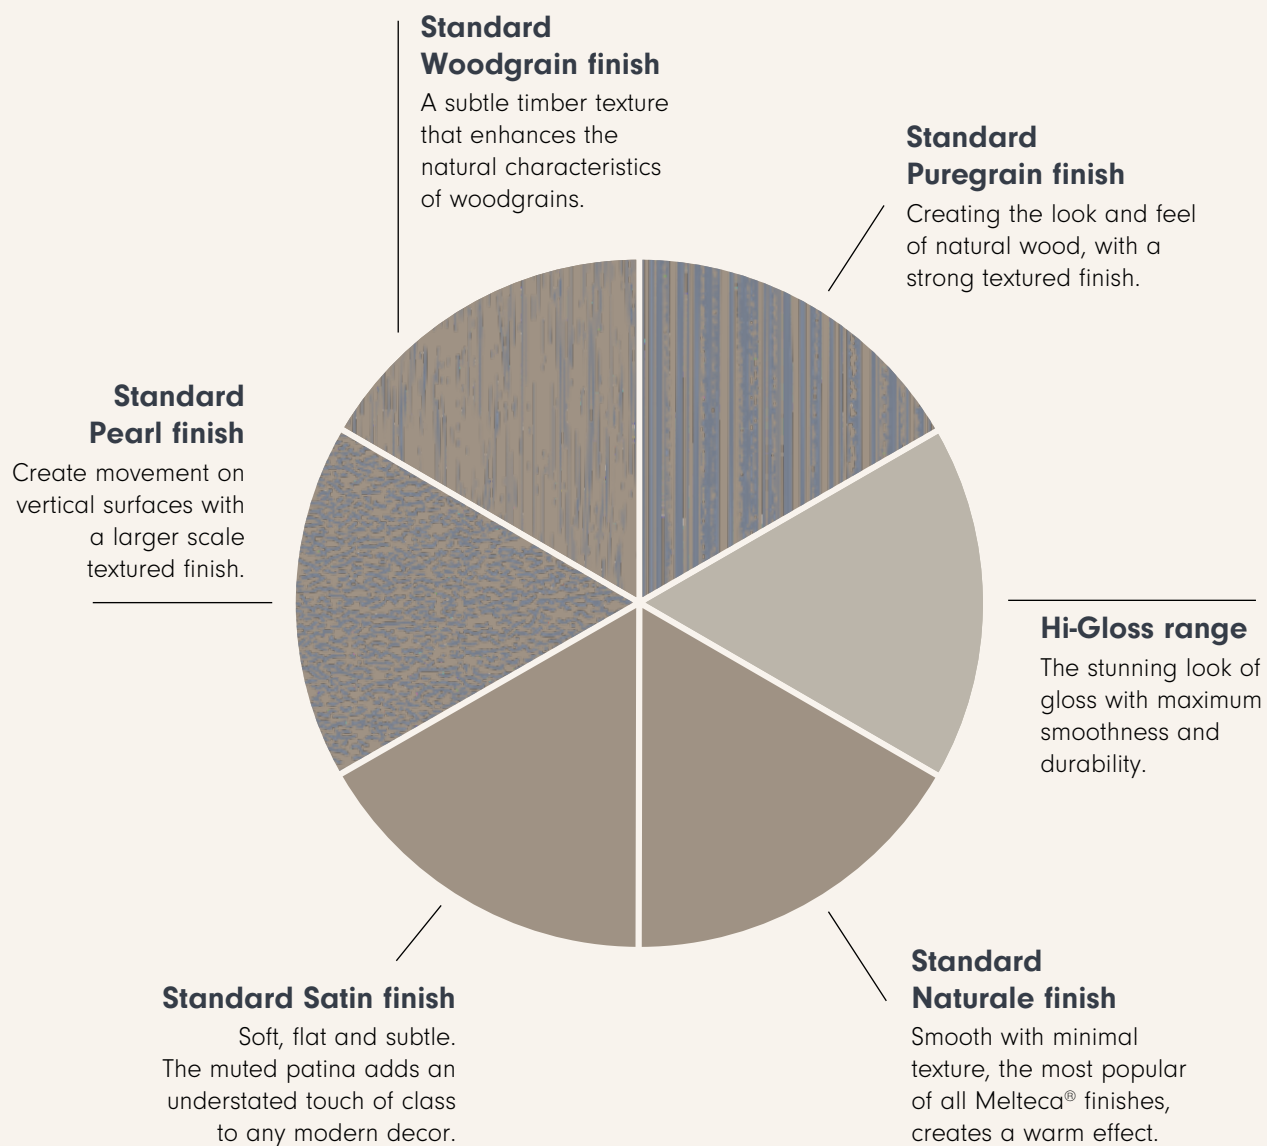 Standard
Woodgrain finish
A subtle timber texture
that enhances the
natural characteristics
of woodgrains.
Standard
Puregrain finish
Creating the look and feel
of natural wood, with a
strong textured finish.
Standard
Pearl finish
Create movement on
vertical surfaces with
a larger scale
textured finish.
Hi-Gloss range
The stunning look of
gloss with maximum
smoothness and
durability.
Standard Satin finish
Soft, flat and subtle.
The muted patina adds an
understated touch of class
to any modern decor.
Standard
Naturale finish
Smooth with minimal
texture, the most popular
of all Melteca® finishes,
creates a warm effect.